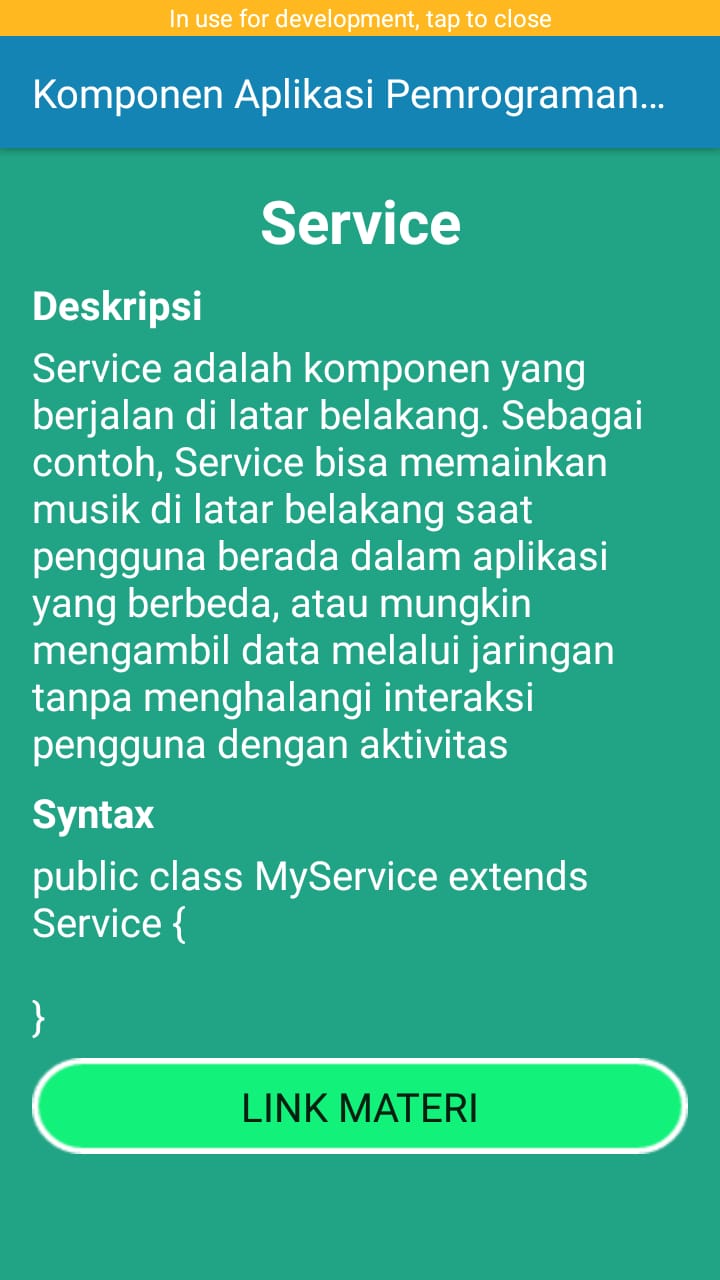 In use for development, tap to close
Komponen Aplikasi Pemrograman...
Service
Deskripsi
Service adalah komponen yang
berjalan di latar belakang. Sebagai
contoh, Service bisa memainkan
musik di latar belakang saat
pengguna berada dalam aplikasi
yang berbeda, atau mungkin
mengambil data melalui jaringan
tanpa menghalangi interaksi
pengguna dengan aktivitas
Syntax
public class MyService extends
Service {
}
LINK MATERI